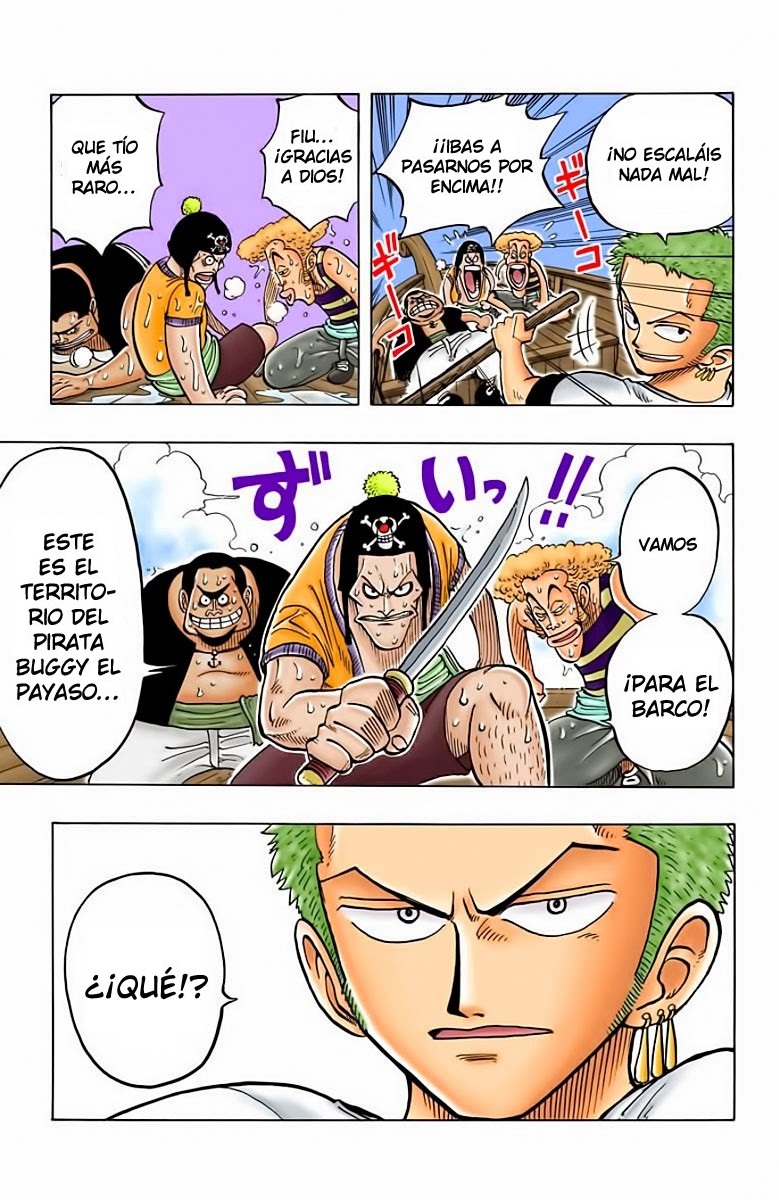 ¡NO ESCALÁIS
NADA MAL!
¡¡IBAS A
PASARNOS POR
ENCIMA!!
ギーコ
ギーコ
FIU...
¡GRACIAS
A DIOS!
QUE TÍO
MÁS
RARO...
VAMOS
¡PARA EL
BARCO!
ずいっ!!
ESTE
ES EL
TERRITO-
RIO DEL
PIRATA
BUGGY EL
PAYASO...
¿¡QUÉ!?